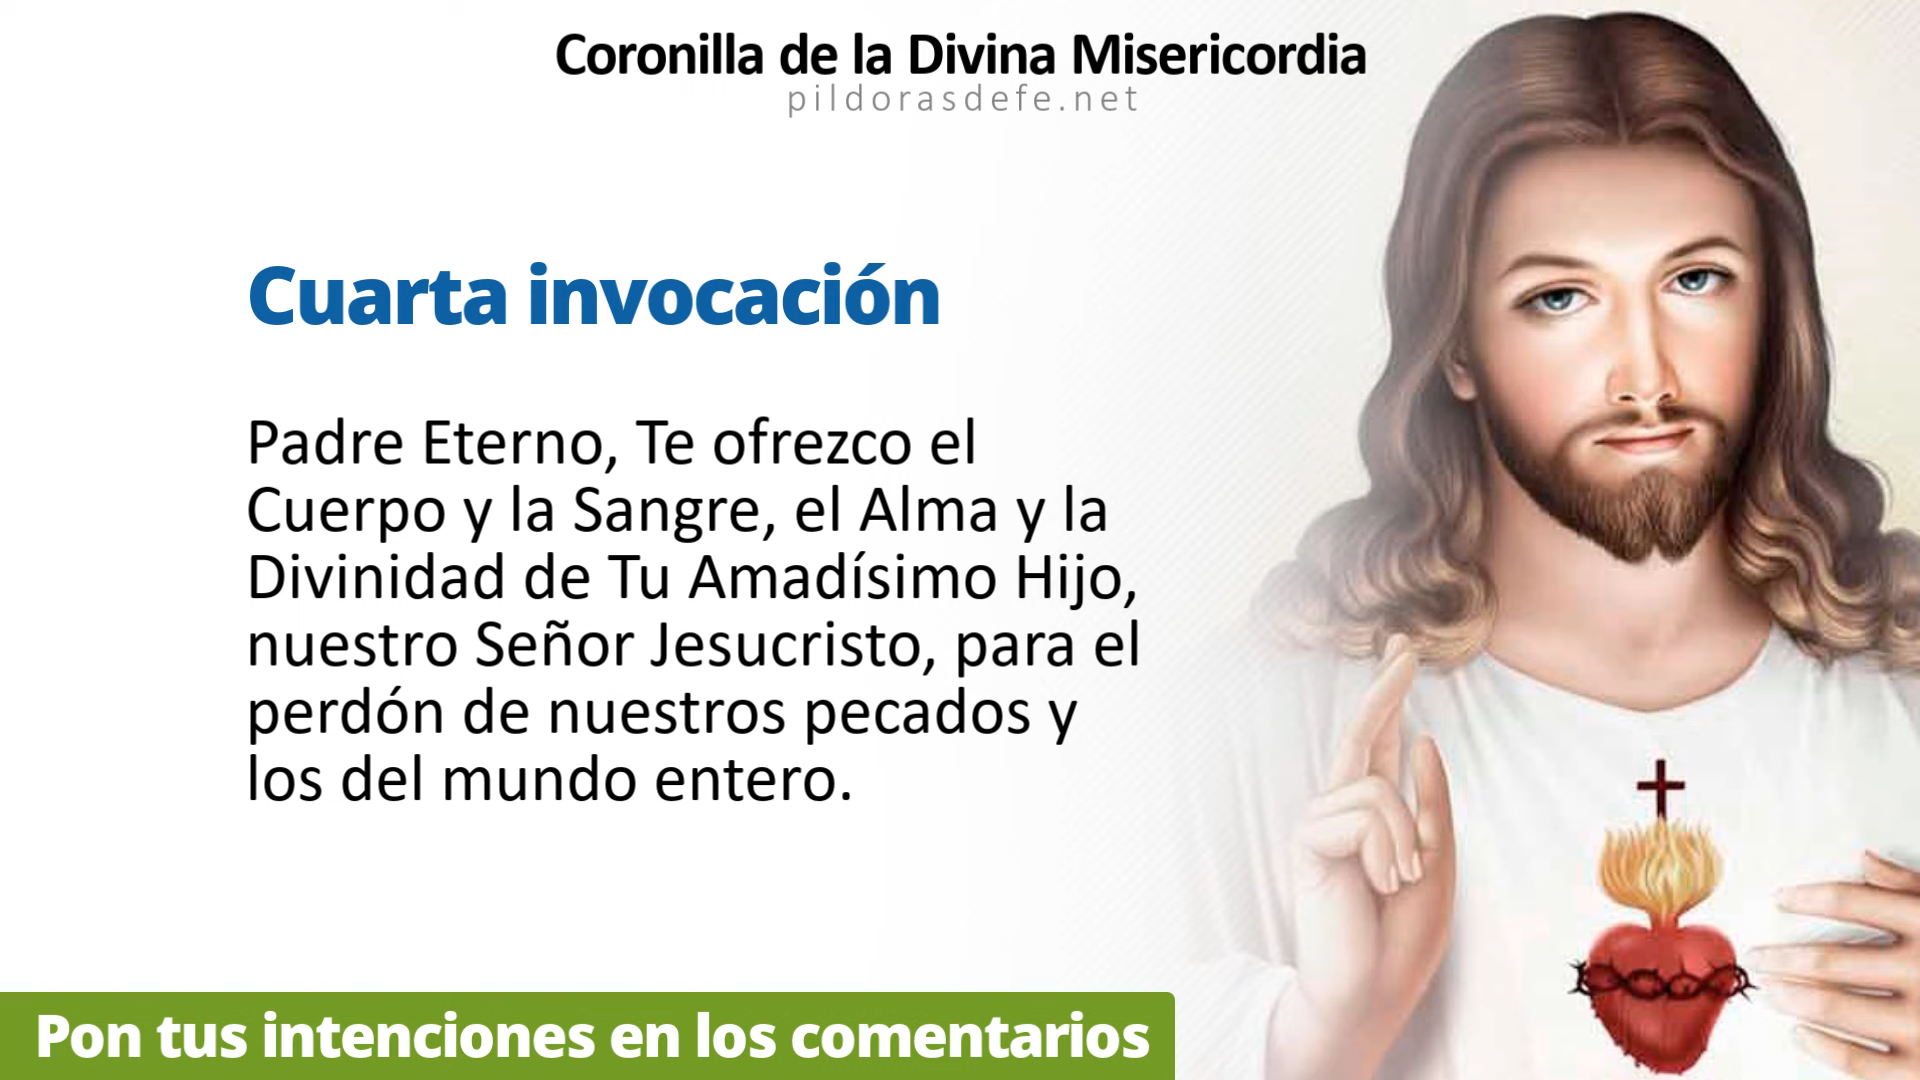 Coronilla de la Divina Misericordia
pildorasdefe.net
Cuarta invocación
Padre Eterno, Te ofrezco el
Cuerpo y la Sangre, el Alma y la
Divinidad de Tu Amadísimo Hijo,
nuestro Señor Jesucristo, para el
perdón de nuestros pecados y
los del mundo entero.
Pon tus intenciones en los comentarios